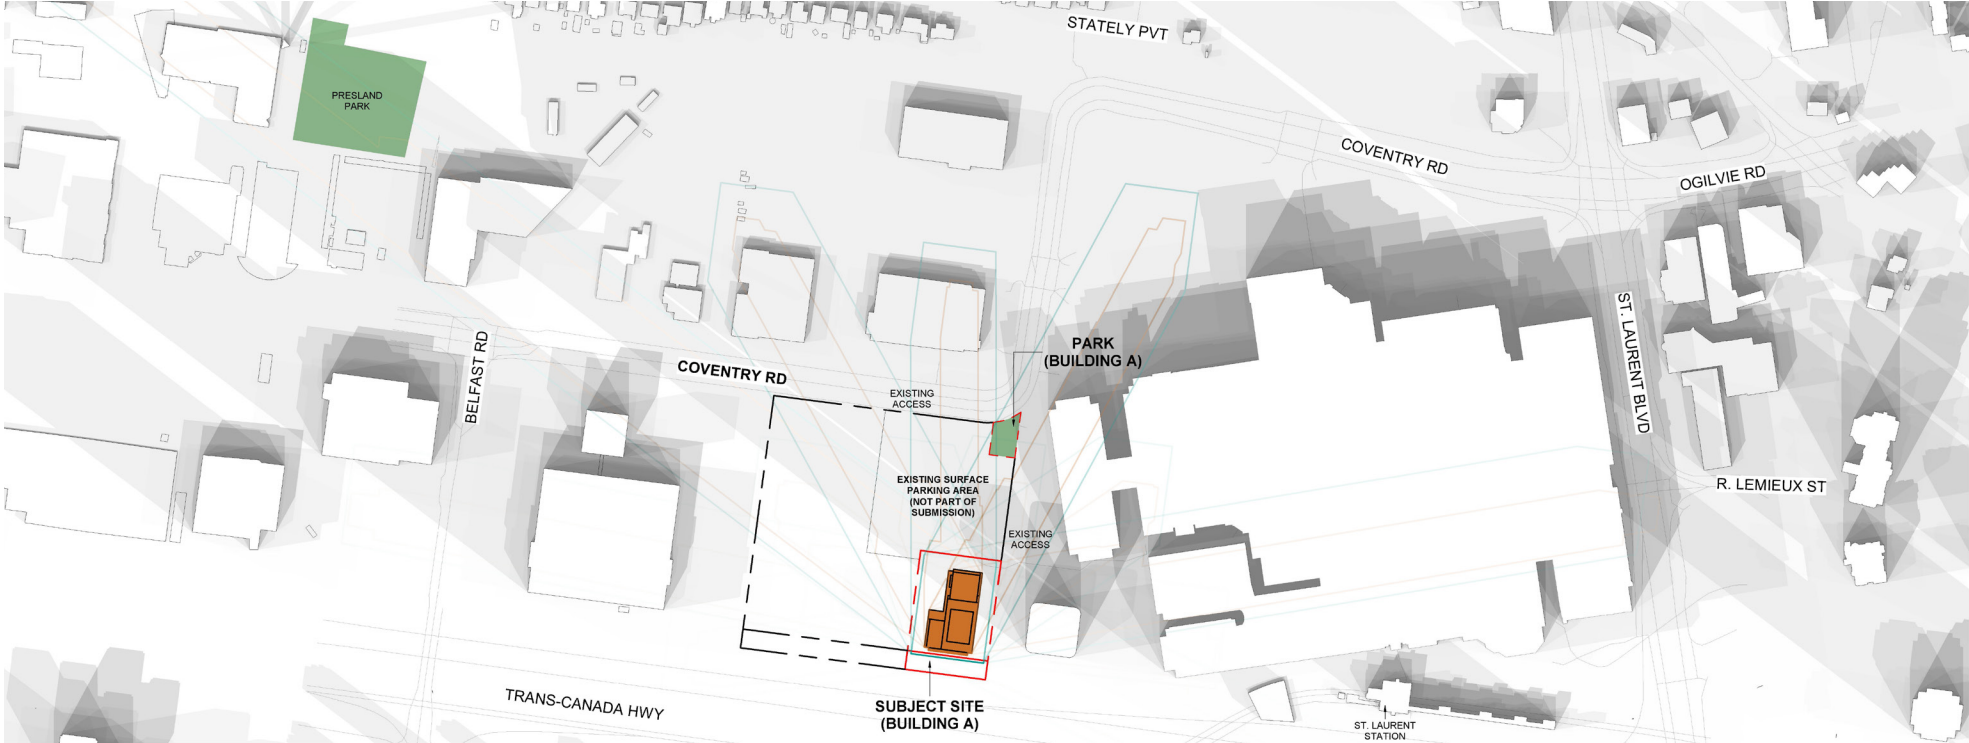 STATELY PVT
PRESLAND
PARK
COVENTRY RD
OGILVIE RD
ST. LAURENT BLVD
BELFAST RD
PARK
(BUILDING A)
COVENTRY RD
EXISTING
ACCESS
EXISTING SURFACE
PARKING AREA
(NOT PART OF
SUBMISSION)
R. LEMIEUX ST
EXISTING
ACCESS
TRANS-CANADA HWY
SUBJECT SITE
(BUILDING A)
ST. LAURENT
STATION